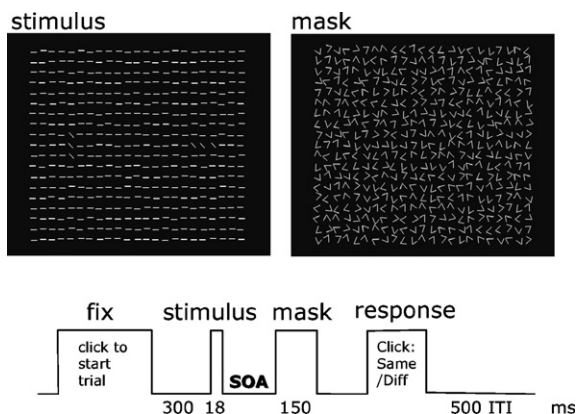 stimulus mask
fix stimulus mask response
click to
start
trial
SOA
Click:
Same
/Diff
300 18 150 500 ITI ms